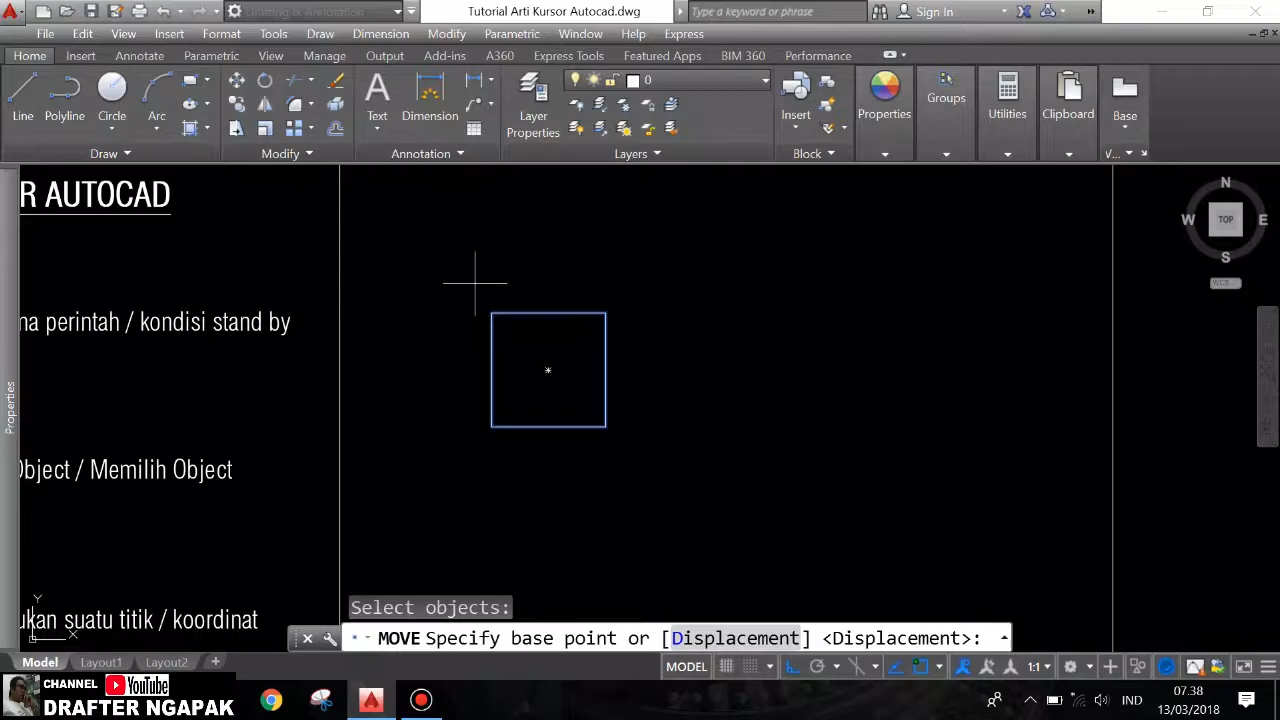 Drafting & Annotation
Tutorial Arti Kursor Autocad.dwg
Type a keyword or phrase
Sign In
File Edit View Insert Format Tools Draw Dimension Modify Parametric Window Help Express
Home Insert Annotate Parametric View Manage Output Add-ins A360 Express Tools Featured Apps BIM 360 Performance
Line Polyline Circle Arc
Text Dimension
Layer
Properties
0
Insert
Properties
Groups
Utilities
Clipboard
Base
Draw Modify Annotation Layers Block V...
R AUTOCAD
N
W TOP E
S
WCS
na perintah / kondisi stand by
Properties
Object / Memilih Object
ukan suatu titik / koordinat
Y
X
Select objects:
MOVE Specify base point or [Displacement] <Displacement>:
Model Layout1 Layout2 +
MODEL
1:1
CHANNEL YouTube
DRAFTER NGAPAK
IND
07.38
13/03/2018